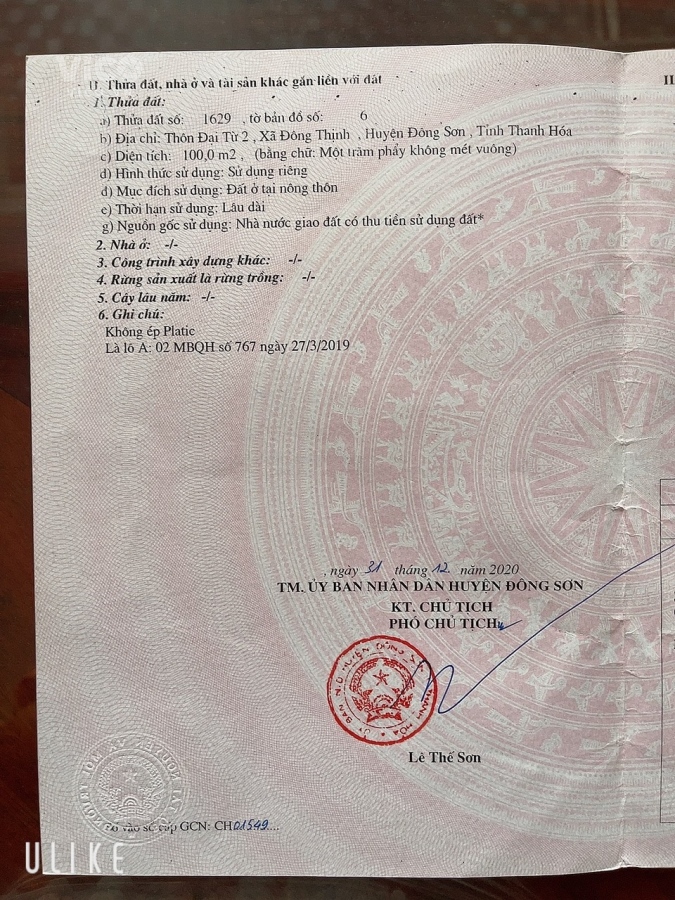 II. Thửa đất, nhà ở và tài sản khác gắn liền với đất
1. Thửa đất:
a) Thửa đất số: 1629 , tờ bản đồ số: 6
b) Địa chỉ: Thôn Đại Từ 2 , Xã Đông Thịnh , Huyện Đông Sơn , Tỉnh Thanh Hóa
c) Diện tích: 100,0 m2 , (bằng chữ: Một trăm phẩy không mét vuông)
d) Hình thức sử dụng: Sử dụng riêng
đ) Mục đích sử dụng: Đất ở tại nông thôn
e) Thời hạn sử dụng: Lâu dài
g) Nguồn gốc sử dụng: Nhà nước giao đất có thu tiền sử dụng đất*
2. Nhà ở: -/-
3. Công trình xây dựng khác: -/-
4. Rừng sản xuất là rừng trồng: -/-
5. Cây lâu năm: -/-
6. Ghi chú:
Không ép Platic
Là lô A: 02 MBQH số 767 ngày 27/3/2019
, ngày 31 tháng 12 năm 2020
TM. ỦY BAN NHÂN DÂN HUYỆN ĐÔNG SƠN
KT. CHỦ TỊCH
PHÓ CHỦ TỊCH
Lê Thế Sơn
Số vào sổ cấp GCN: CH01549....
ULIKE